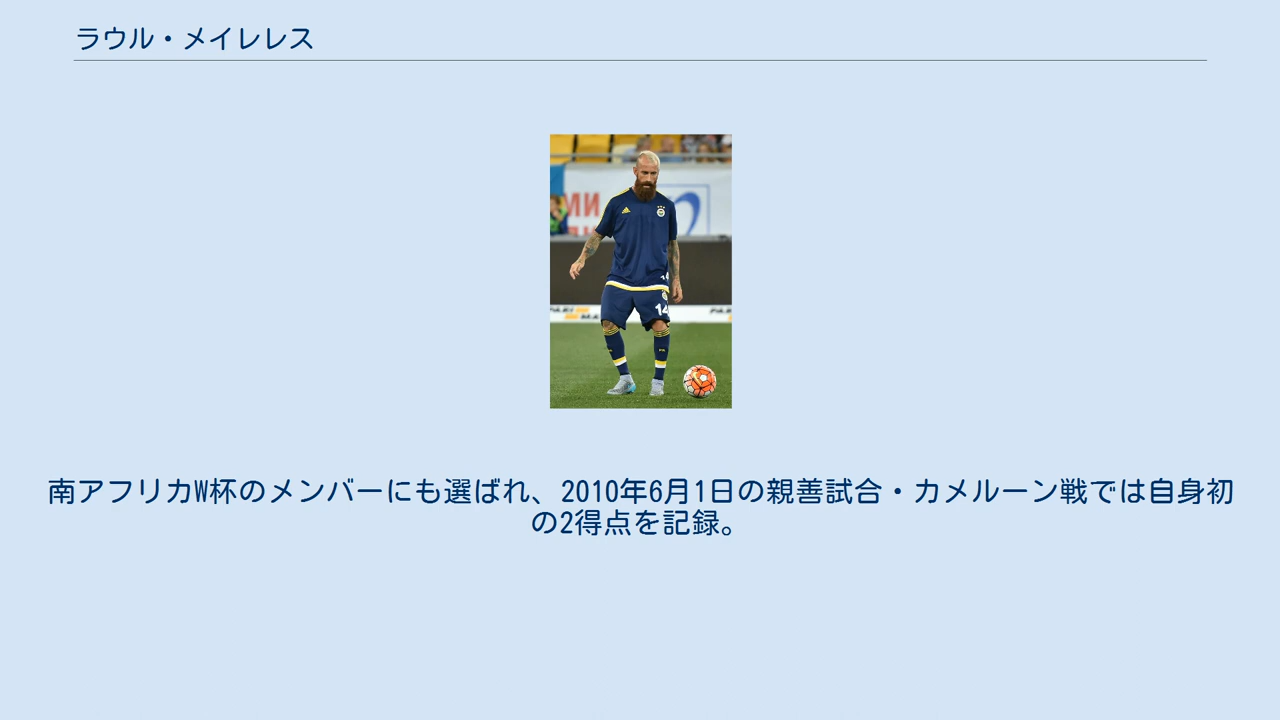 ラウル・メイレレス
МИ
14
南アフリカW杯のメンバーにも選ばれ、2010年6月1日の親善試合・カメルーン戦では自身初
の2得点を記録。